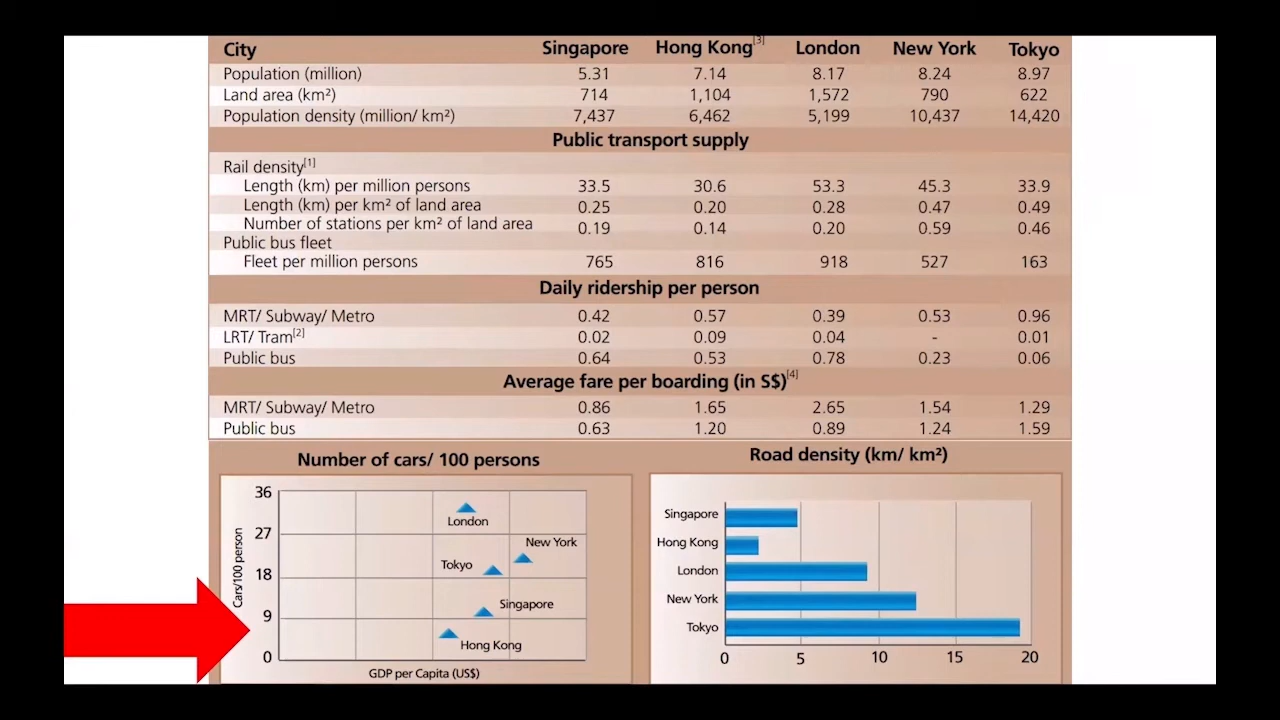 City Singapore Hong Kong[3] London New York Tokyo
Population (million) 5.31 7.14 8.17 8.24 8.97
Land area (km²) 714 1,104 1,572 790 622
Population density (million/ km²) 7,437 6,462 5,199 10,437 14,420
Public transport supply
Rail density[1]
Length (km) per million persons 33.5 30.6 53.3 45.3 33.9
Length (km) per km² of land area 0.25 0.20 0.28 0.47 0.49
Number of stations per km² of land area 0.19 0.14 0.20 0.59 0.46
Public bus fleet
Fleet per million persons 765 816 918 527 163
Daily ridership per person
MRT/ Subway/ Metro 0.42 0.57 0.39 0.53 0.96
LRT/ Tram[2] 0.02 0.09 0.04 - 0.01
Public bus 0.64 0.53 0.78 0.23 0.06
Average fare per boarding (in S$)[4]
MRT/ Subway/ Metro 0.86 1.65 2.65 1.54 1.29
Public bus 0.63 1.20 0.89 1.24 1.59
Number of cars/ 100 persons
Cars/100 person
36
27
18
9
0
London
New York
Tokyo
Singapore
Hong Kong
GDP per Capita (US$)
Road density (km/ km²)
Singapore
Hong Kong
London
New York
Tokyo
0 5 10 15 20